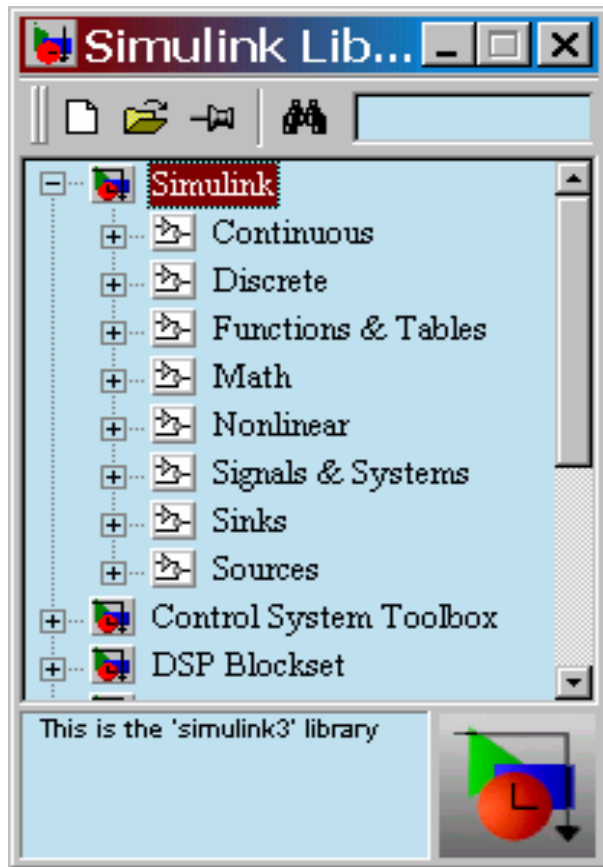 Simulink Lib...
Simulink
Continuous
Discrete
Functions & Tables
Math
Nonlinear
Signals & Systems
Sinks
Sources
Control System Toolbox
DSP Blockset
This is the 'simulink3' library